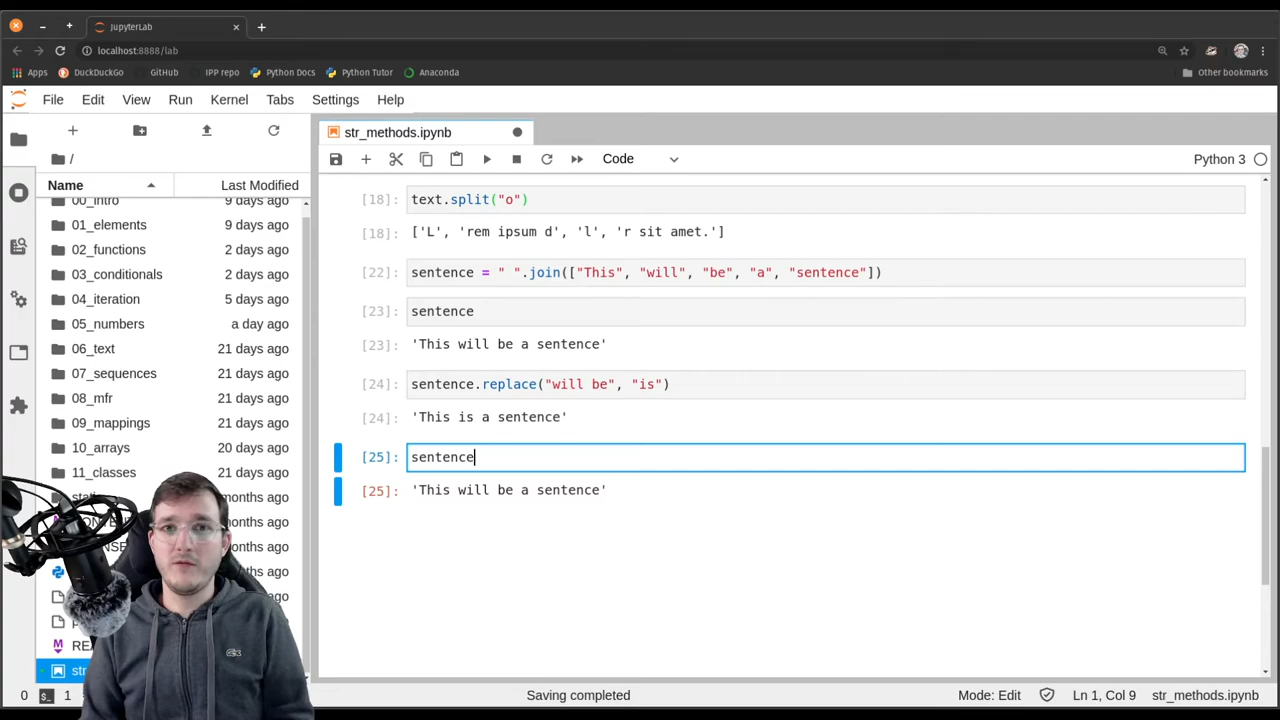 JupyterLab
localhost:8888/lab
Apps DuckDuckGo GitHub IPP repo Python Docs Python Tutor Anaconda Other bookmarks
File Edit View Run Kernel Tabs Settings Help
str_methods.ipynb
/
Code
Python 3
Name Last Modified
00_intro 9 days ago
01_elements 9 days ago
02_functions 2 days ago
03_conditionals 2 days ago
04_iteration 5 days ago
05_numbers a day ago
06_text 21 days ago
07_sequences 21 days ago
08_mfr 21 days ago
09_mappings 21 days ago
10_arrays 20 days ago
11_classes 21 days ago
months ago
months ago
months ago
months ago
months ago
months ago
[18]: text.split("o")
[18]: ['L', 'rem ipsum d', 'l', 'r sit amet.']
[22]: sentence = " ".join(["This", "will", "be", "a", "sentence"])
[23]: sentence
[23]: 'This will be a sentence'
[24]: sentence.replace("will be", "is")
[24]: 'This is a sentence'
[25]: sentence
[25]: 'This will be a sentence'
0 $_ 1 Saving completed Mode: Edit Ln 1, Col 9 str_methods.ipynb